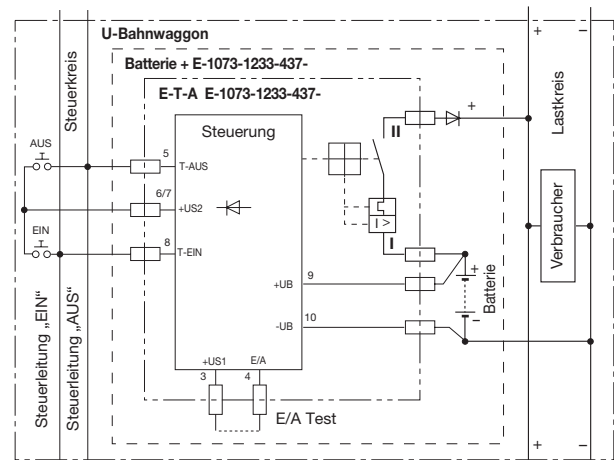 U-Bahnwaggon
Batterie + E-1073-1233-437-
E-T-A E-1073-1233-437-
Steuerkreis
Steuerung
AUS
5
T-AUS
6/7
+US2
EIN
8
T-EIN
II
+
I >
I
9
+UB
10
-UB
+
–
Batterie
+US1
E/A
3
4
E/A Test
Steuerleitung „EIN“
Steuerleitung „AUS“
+
–
Lastkreis
Verbraucher
+
–